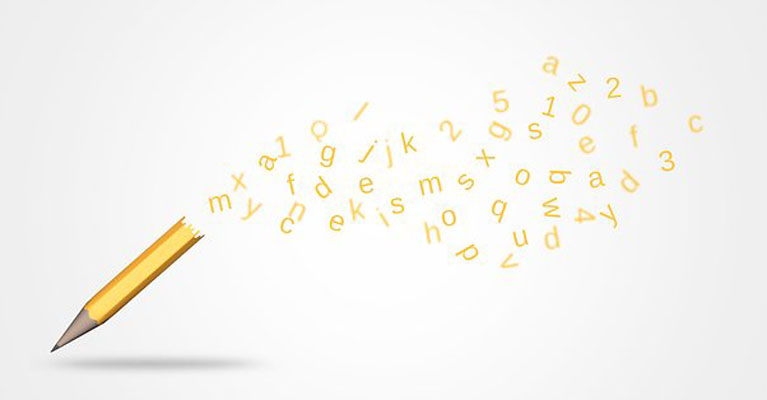 a
z 2 b
5 1 0 c
o 2 g s e f
a 1 g j j k x 3
x f d e m s o b a d
m y n c e k i s h o q w 4 y
p v u d